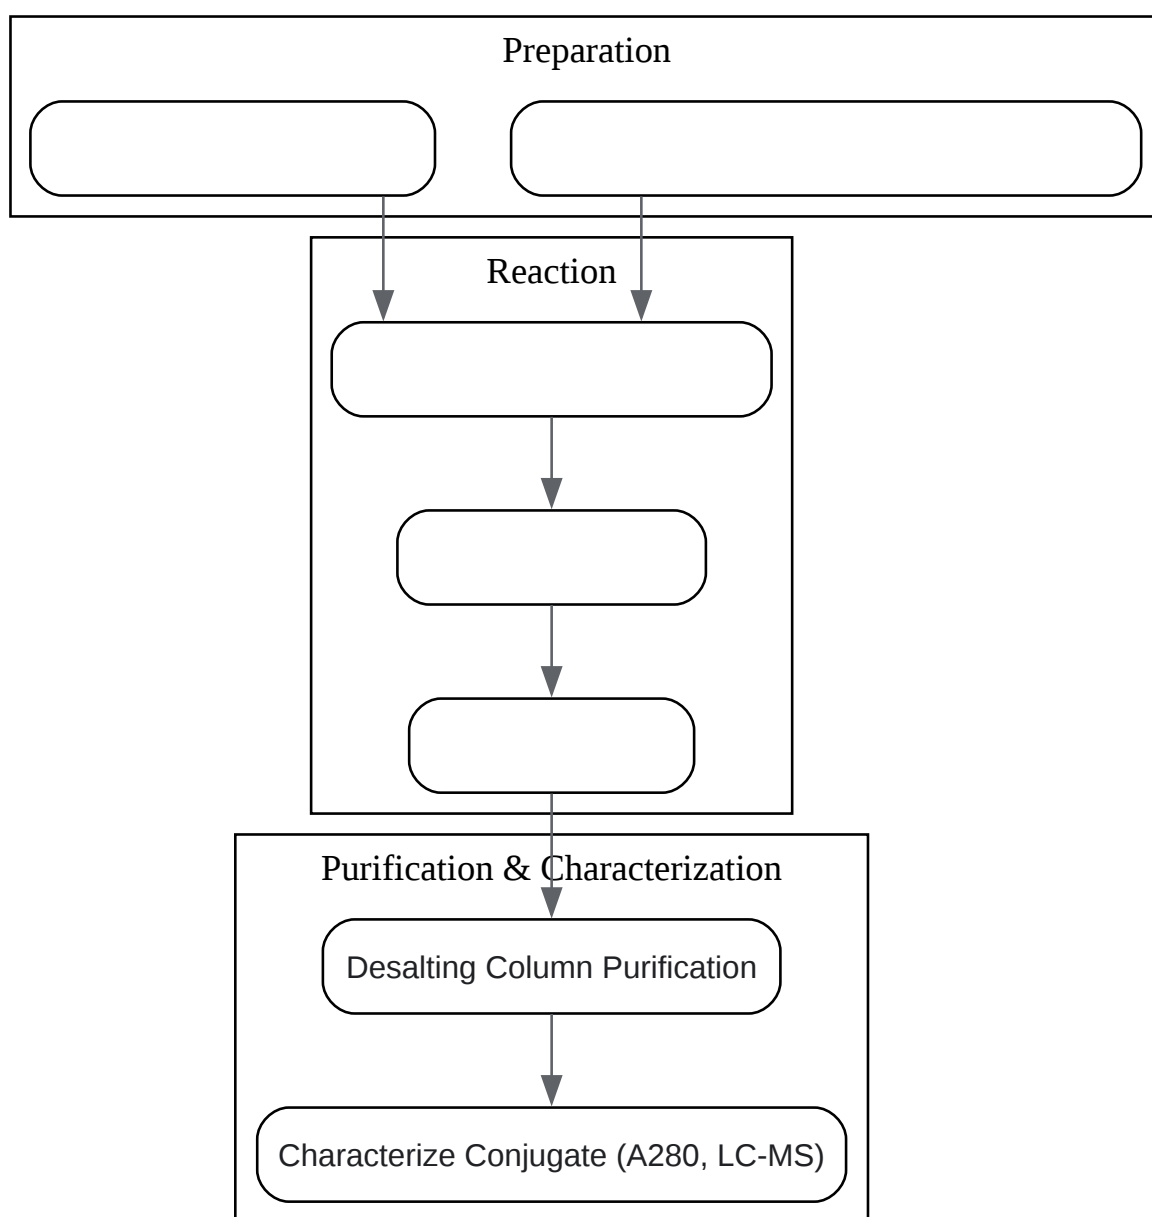 Preparation
Reaction
Purification & Characterization
Desalting Column Purification
Characterize Conjugate (A280, LC-MS)